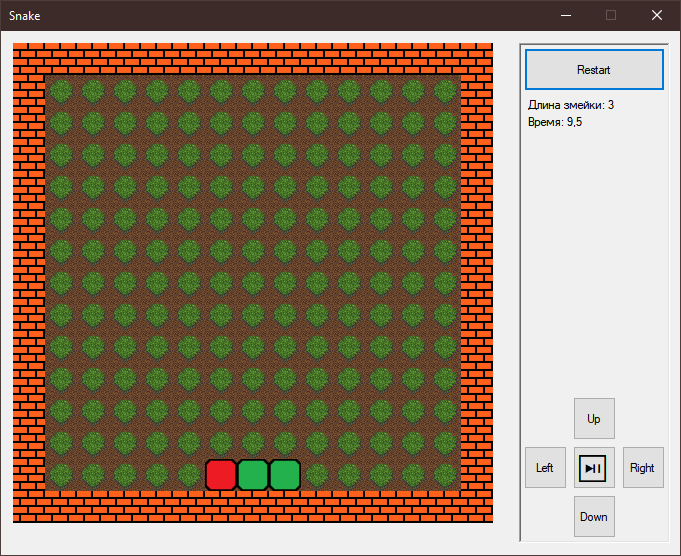 Snake
Restart
Длина змейки: 3
Время: 9,5
Up
Left
Right
Down